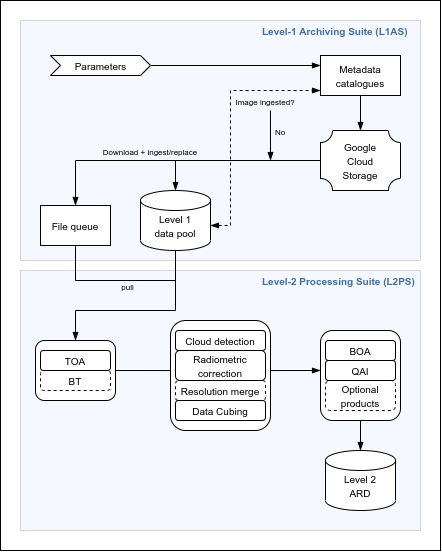 Level-1 Archiving Suite (L1AS)
Parameters
Metadata
catalogues
Image ingested?
No
Google
Cloud
Storage
Download + ingest/replace
File queue
Level 1
data pool
Level-2 Processing Suite (L2PS)
pull
TOA
BT
Cloud detection
Radiometric
correction
Resolution merge
Data Cubing
BOA
QAI
Optional
products
Level 2
ARD